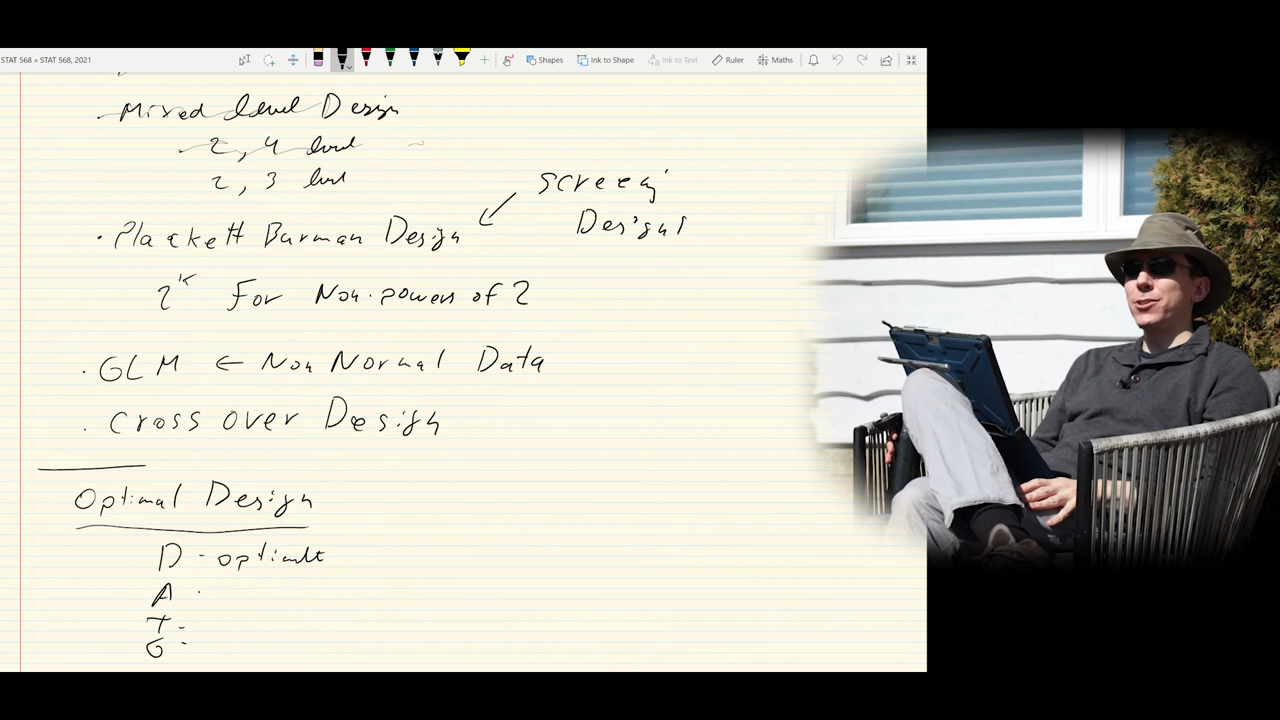 STAT 568 » STAT 568, 2021
Shapes Ink to Shape Ink to Text Ruler Maths
Mixed level Design
2, 4 level
2, 3 level
Screenig
Designs
Plackett Burman Design
2^k For Non-powers of 2
GLM ← Non Normal Data
Cross over Design
Optimal Design
D - optimalt
A -
T -
G -